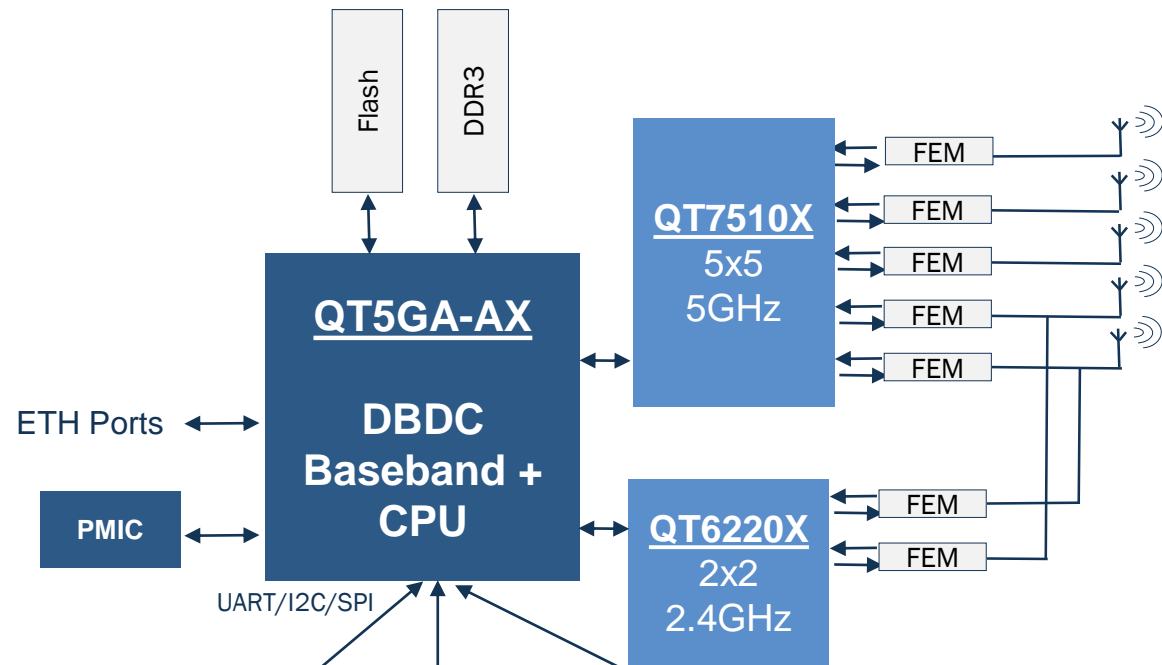 Flash
DDR3
QT5GA-AX
DBDC
Baseband +
CPU
ETH Ports
PMIC
UART/I2C/SPI
QT7510X
5x5
5GHz
FEM
FEM
FEM
FEM
FEM
QT6220X
2x2
2.4GHz
FEM
FEM